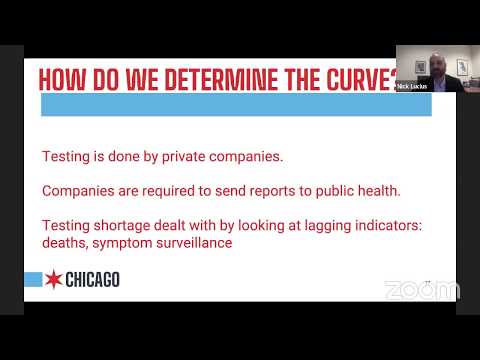 HOW DO WE DETERMINE THE CURVE?
Nick Lucius
Testing is done by private companies.
Companies are required to send reports to public health.
Testing shortage dealt with by looking at lagging indicators:
deaths, symptom surveillance
CHICAGO
zoom